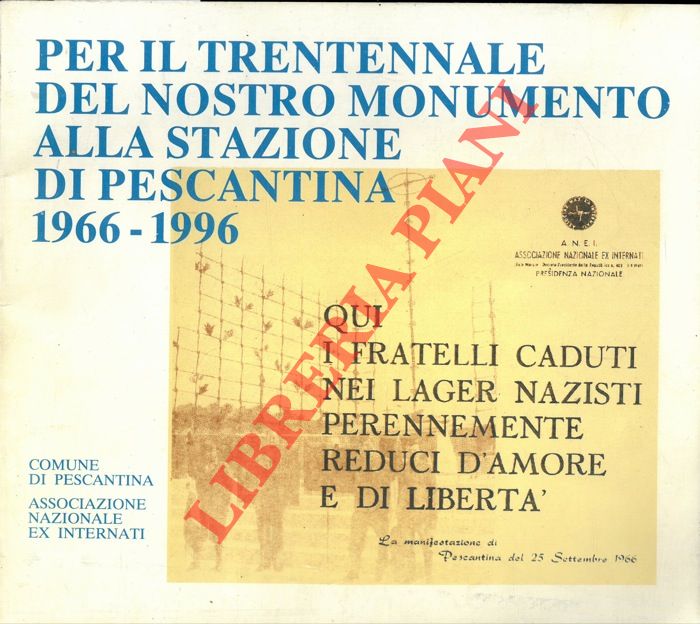 PER IL TRENTENNALE
DEL NOSTRO MONUMENTO
ALLA STAZIONE
DI PESCANTINA
1966 - 1996
A. N. E. I.
ASSOCIAZIONE NAZIONALE EX INTERNATI
PRESIDENZA NAZIONALE
QUI
I FRATELLI CADUTI
NEI LAGER NAZISTI
PERENNEMENTE
REDUCI D'AMORE
E DI LIBERTA'
La manifestazione di
Pescantina del 25 Settembre 1966
COMUNE
DI PESCANTINA
ASSOCIAZIONE
NAZIONALE
EX INTERNATI
LIBRERIA PIANI